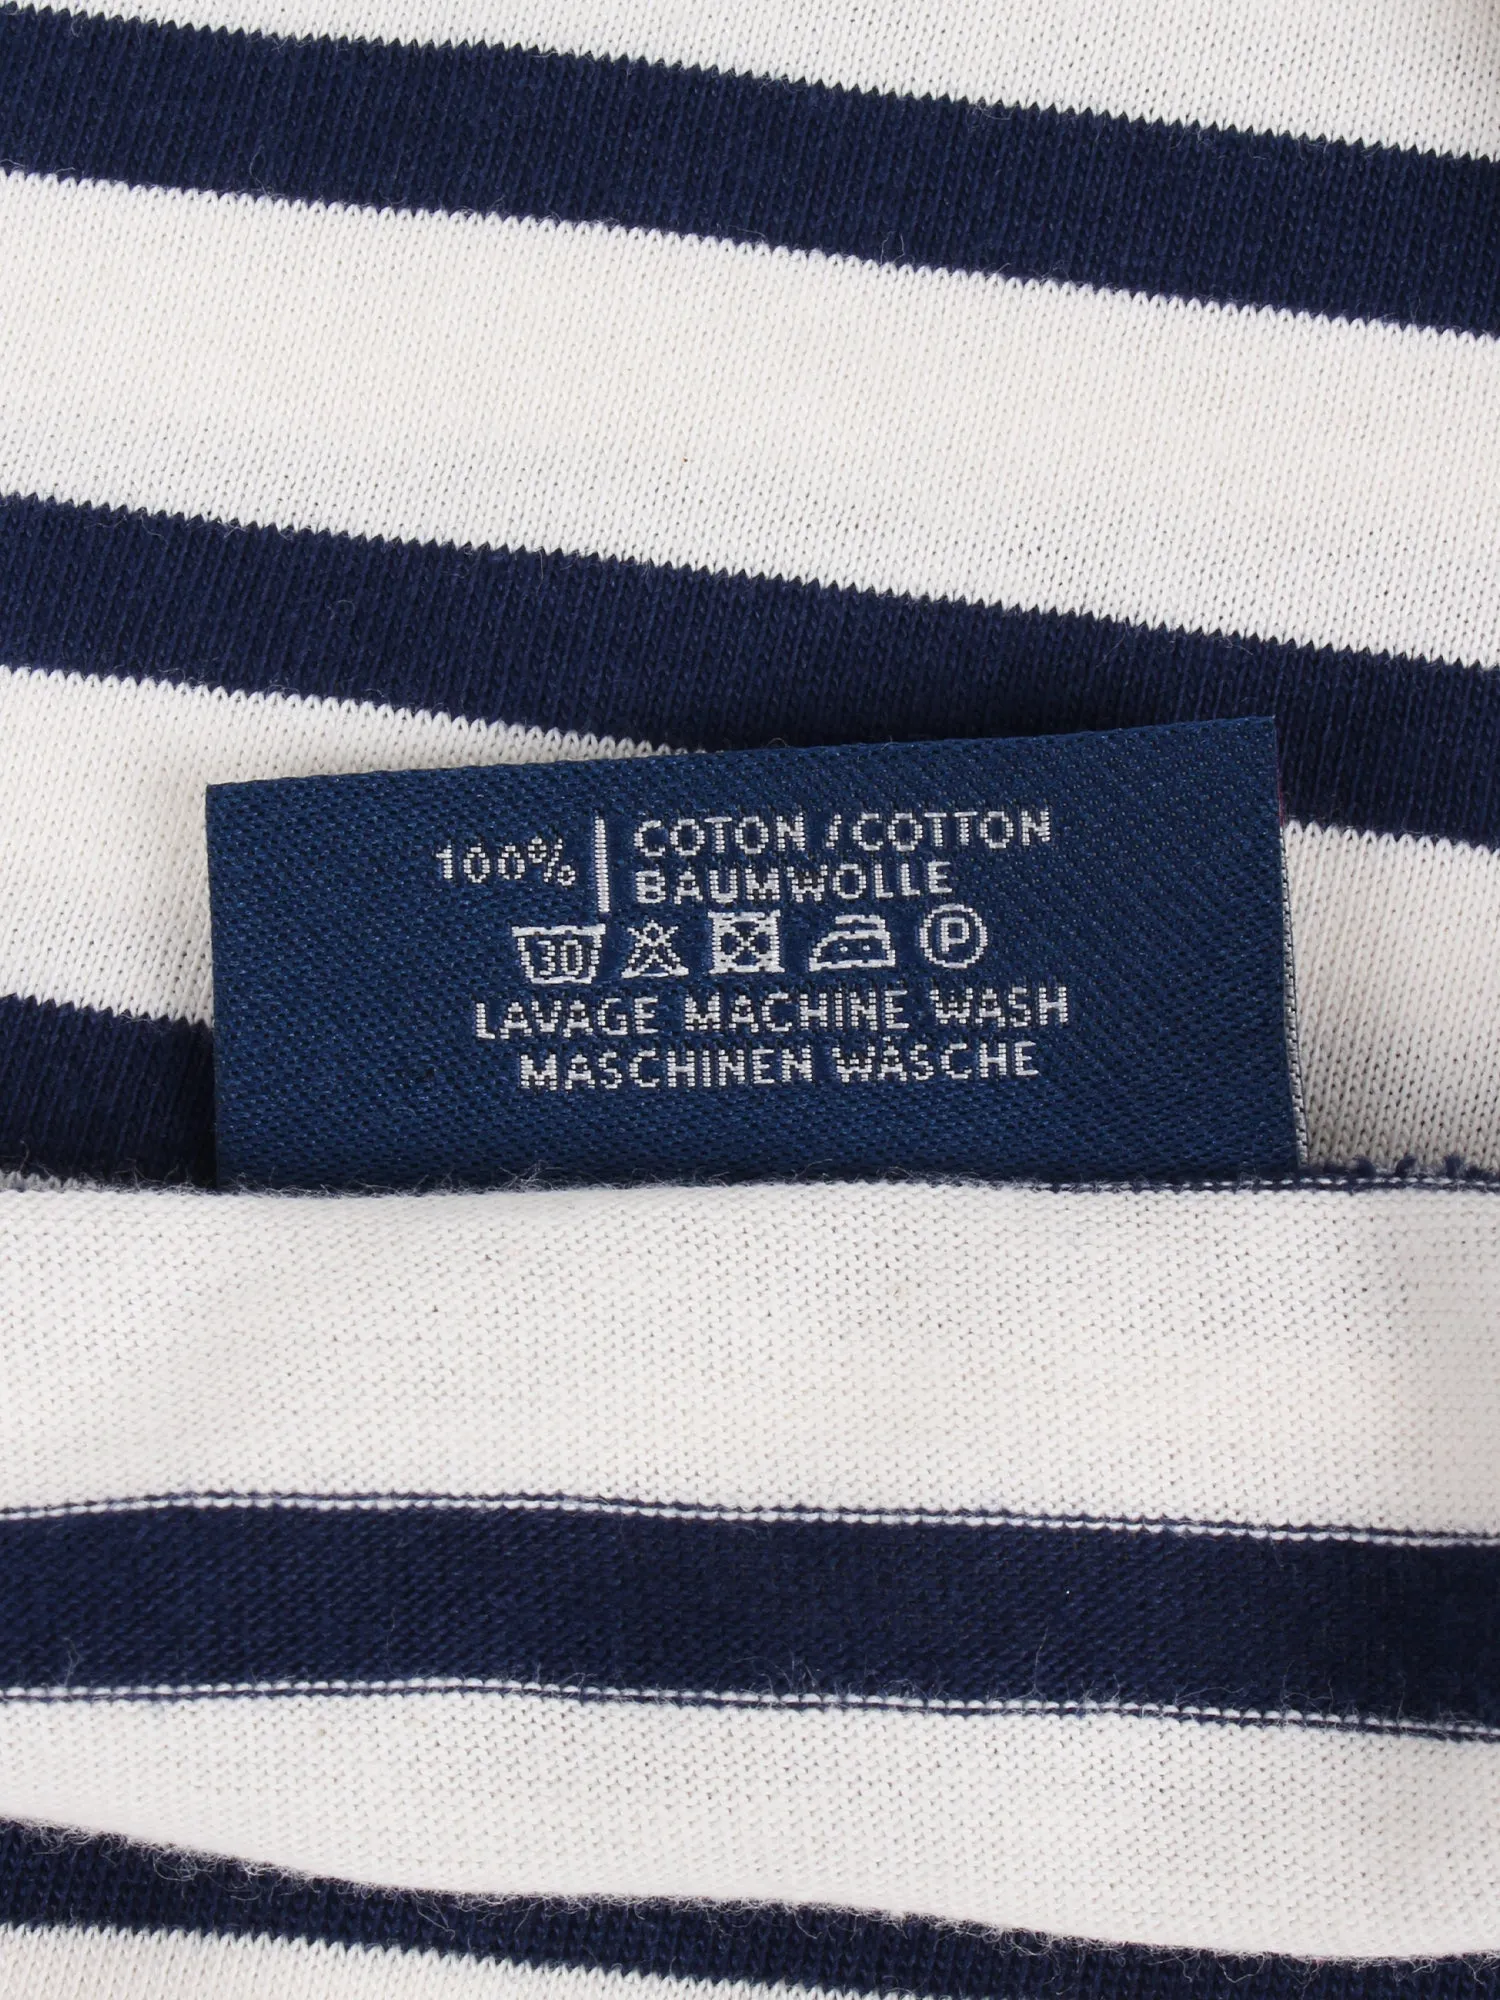 100% COTON / COTTON
BAUMWOLLE
30 P
LAVAGE MACHINE WASH
MASCHINEN WÄSCHE